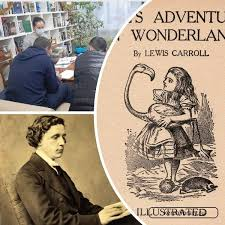 'S ADVENTU
WONDERLAN
By LEWIS CARROLL
ILLUSTRATED